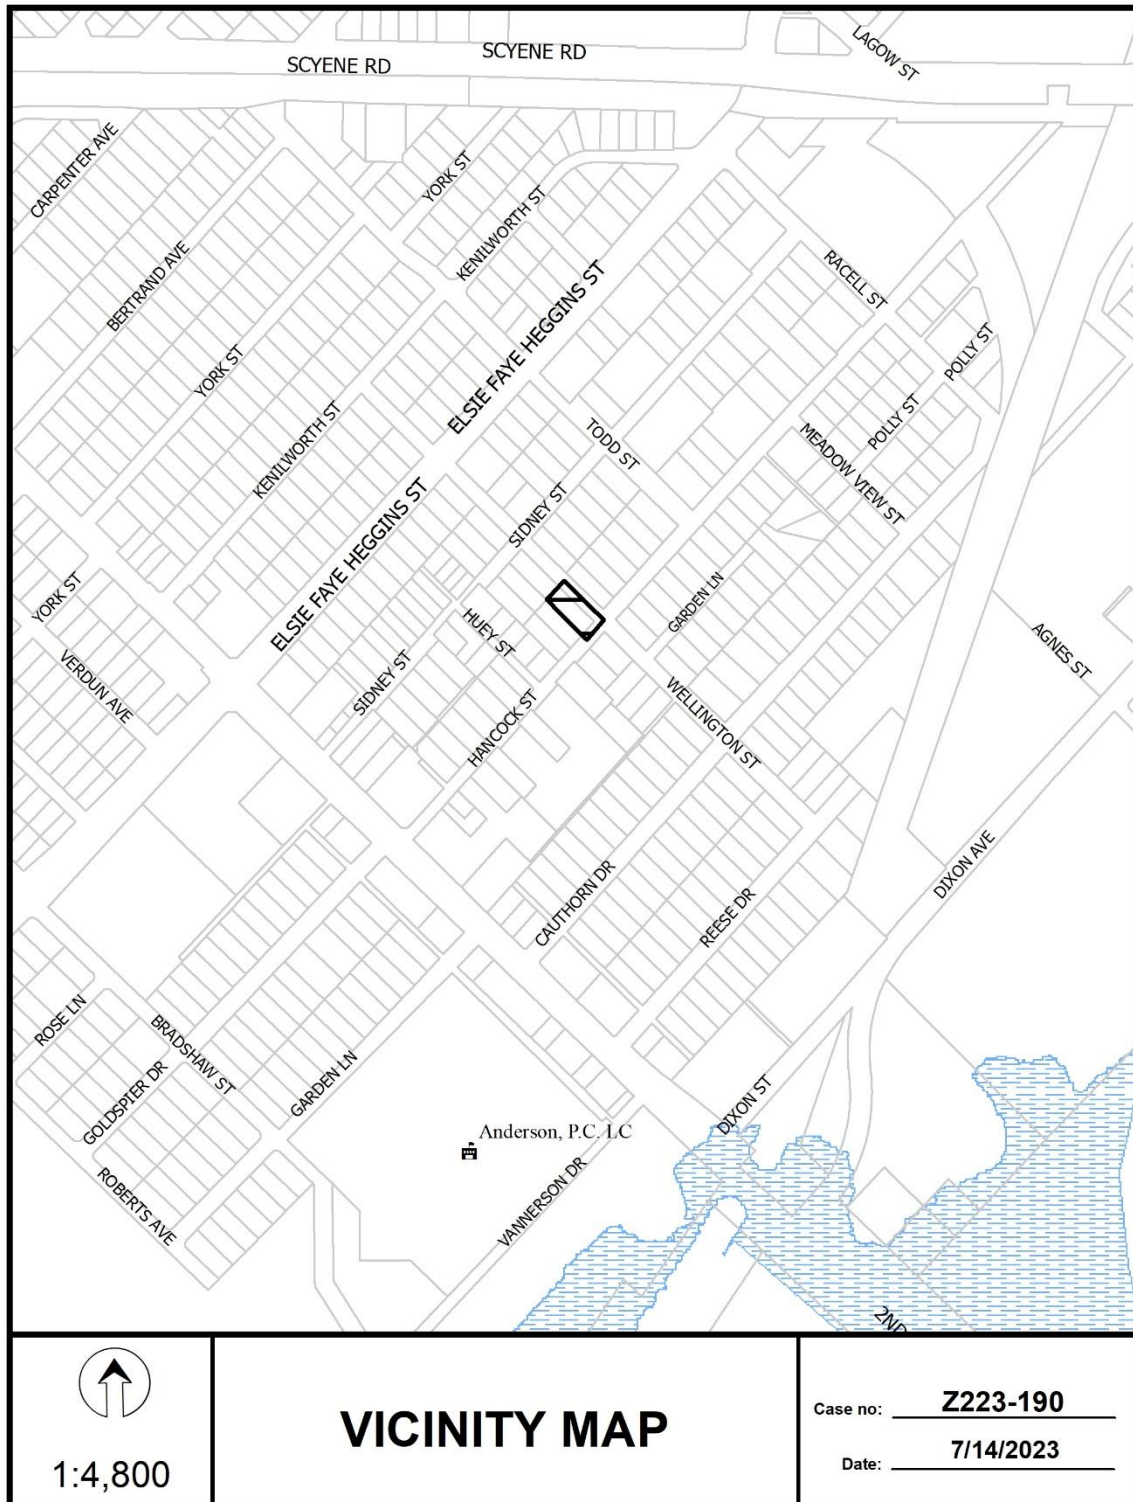 LAGOW ST
SCYENE RD
SCYENE RD
CARPENTER AVE
YORK ST
KENILWORTH ST
BERTRAND AVE
RACELL ST
ELSIE FAYE HEGGINS ST
POLLY ST
YORK ST
POLLY ST
KENILWORTH ST
TODD ST
MEADOW VIEW ST
SIDNEY ST
ELSIE FAYE HEGGINS ST
YORK ST
GARDEN LN
HUEY ST
AGNES ST
VERDUN AVE
SIDNEY ST
HANCOCK ST
WELLINGTON ST
DIXON AVE
CAUTHORN DR
REESE DR
ROSE LN
BRADSHAW ST
GOLDSPIER DR
GARDEN LN
DIXON ST
Anderson, P.C. LC
VANNERSON DR
ROBERTS AVE
2ND
1:4,800
VICINITY MAP
Case no: Z223-190
Date: 7/14/2023